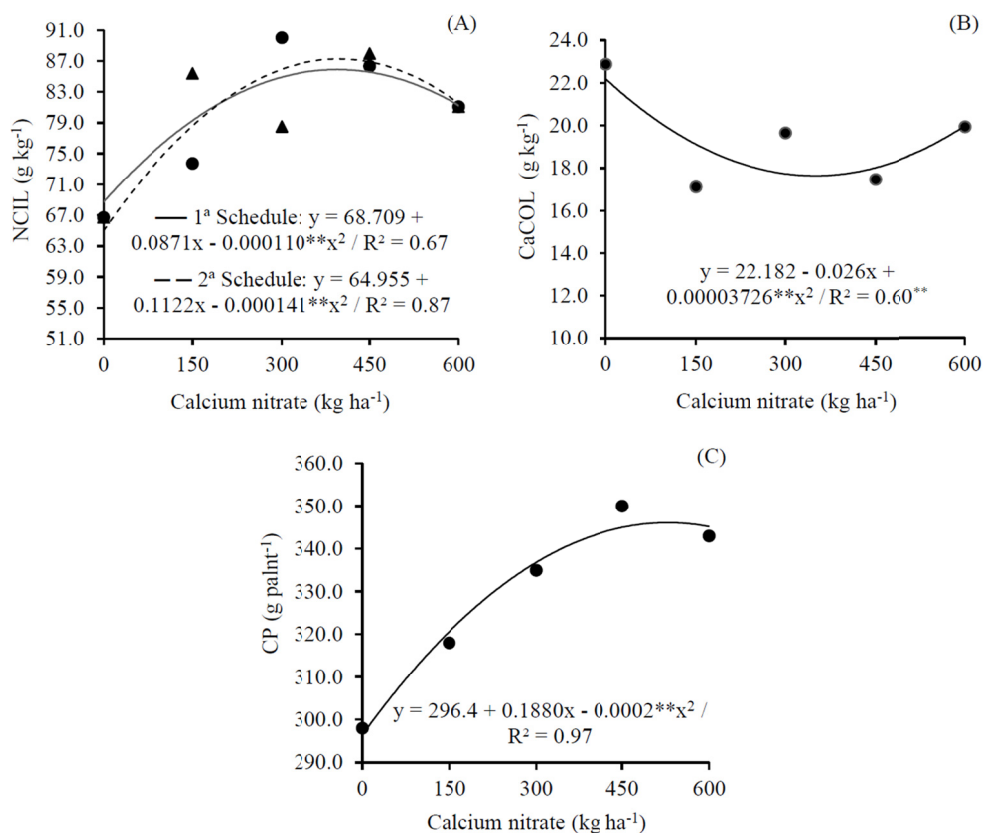 (A)
91.0
87.0
83.0
79.0
75.0
71.0
67.0
63.0
59.0
55.0
51.0
NCIL (g kg⁻¹)
1ª Schedule: y = 68.709 +
0.0871x - 0.000110**x² / R² = 0.67
2ª Schedule: y = 64.955 +
0.1122x - 0.000141**x² / R² = 0.87
0 150 300 450 600
Calcium nitrate (kg ha⁻¹)
(B)
24.0
22.0
20.0
18.0
16.0
14.0
12.0
10.0
CaCOL (g kg⁻¹)
y = 22.182 - 0.026x +
0.00003726**x² / R² = 0.60**
0 150 300 450 600
Calcium nitrate (kg ha⁻¹)
(C)
360.0
350.0
340.0
330.0
320.0
310.0
300.0
290.0
CP (g palnt⁻¹)
y = 296.4 + 0.1880x - 0.0002**x² /
R² = 0.97
0 150 300 450 600
Calcium nitrate (kg ha⁻¹)